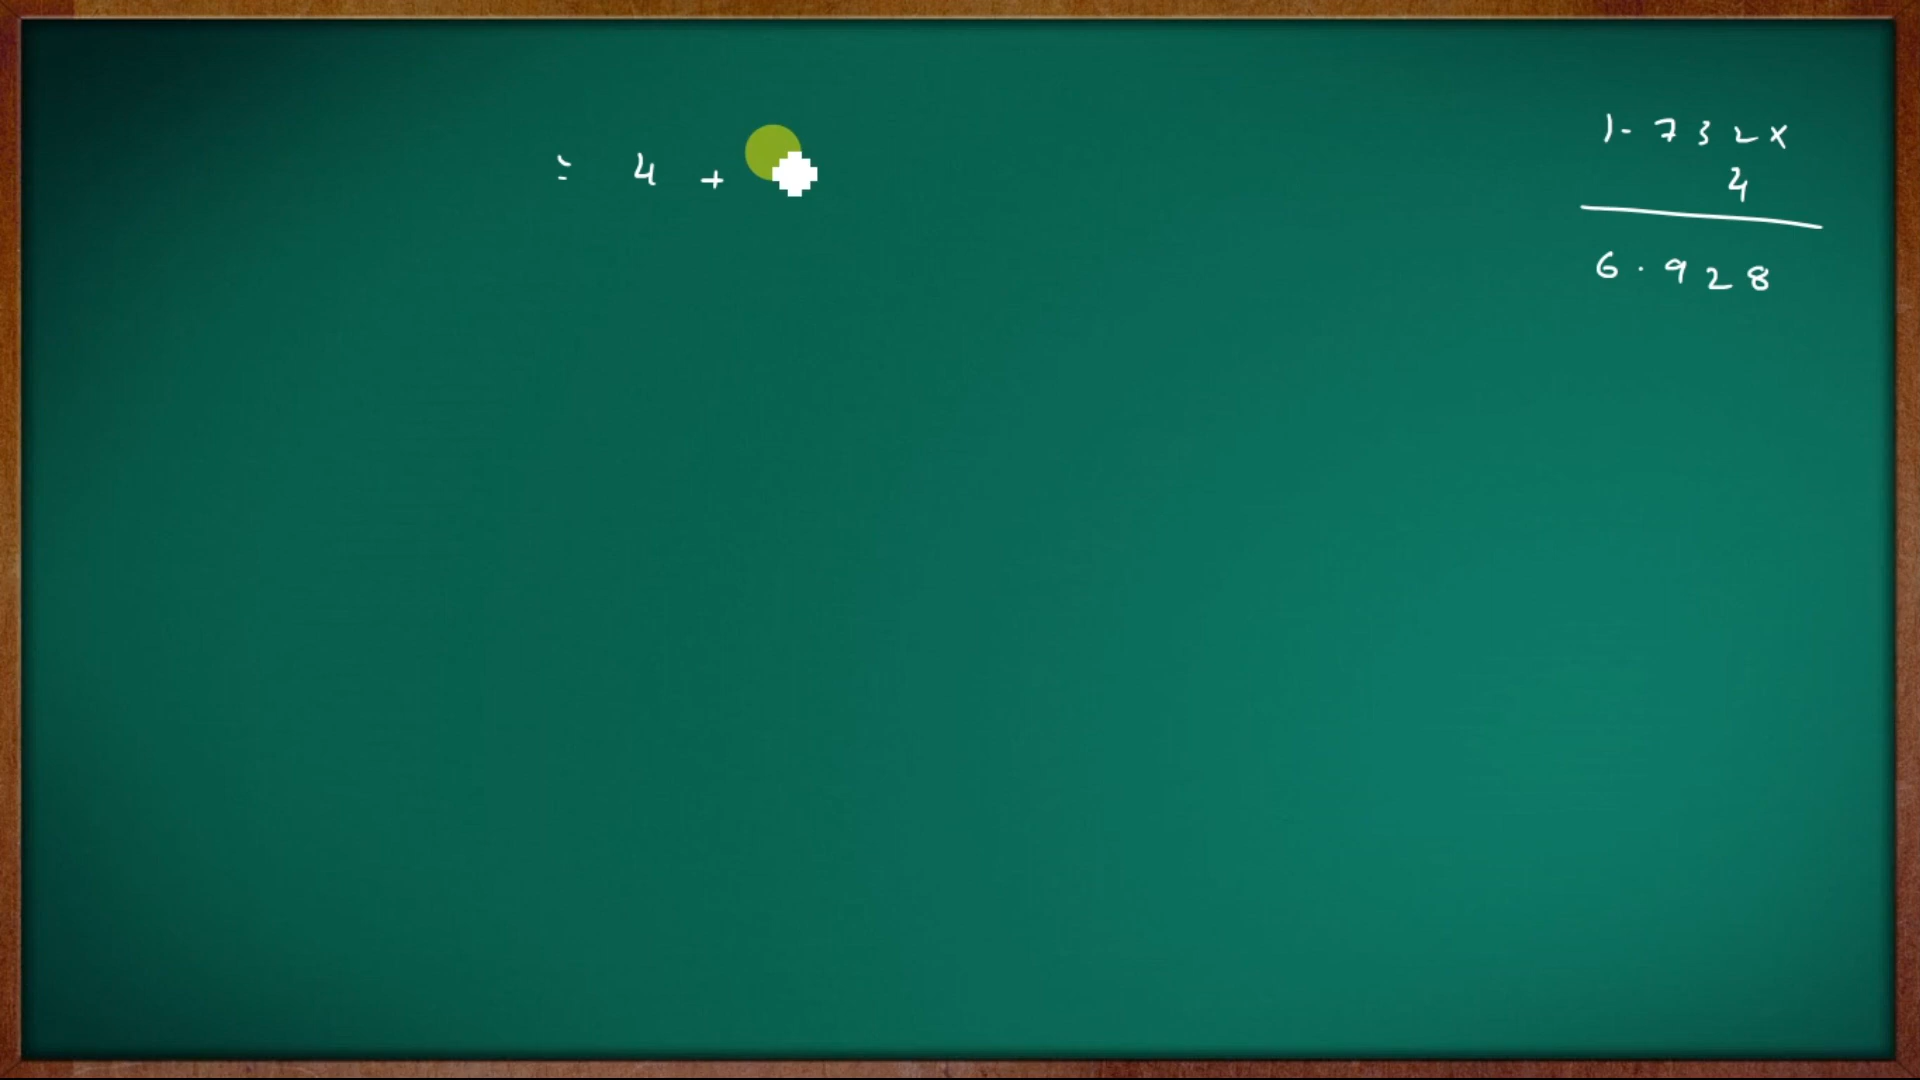 = 4 +
1.732×
4
6.928